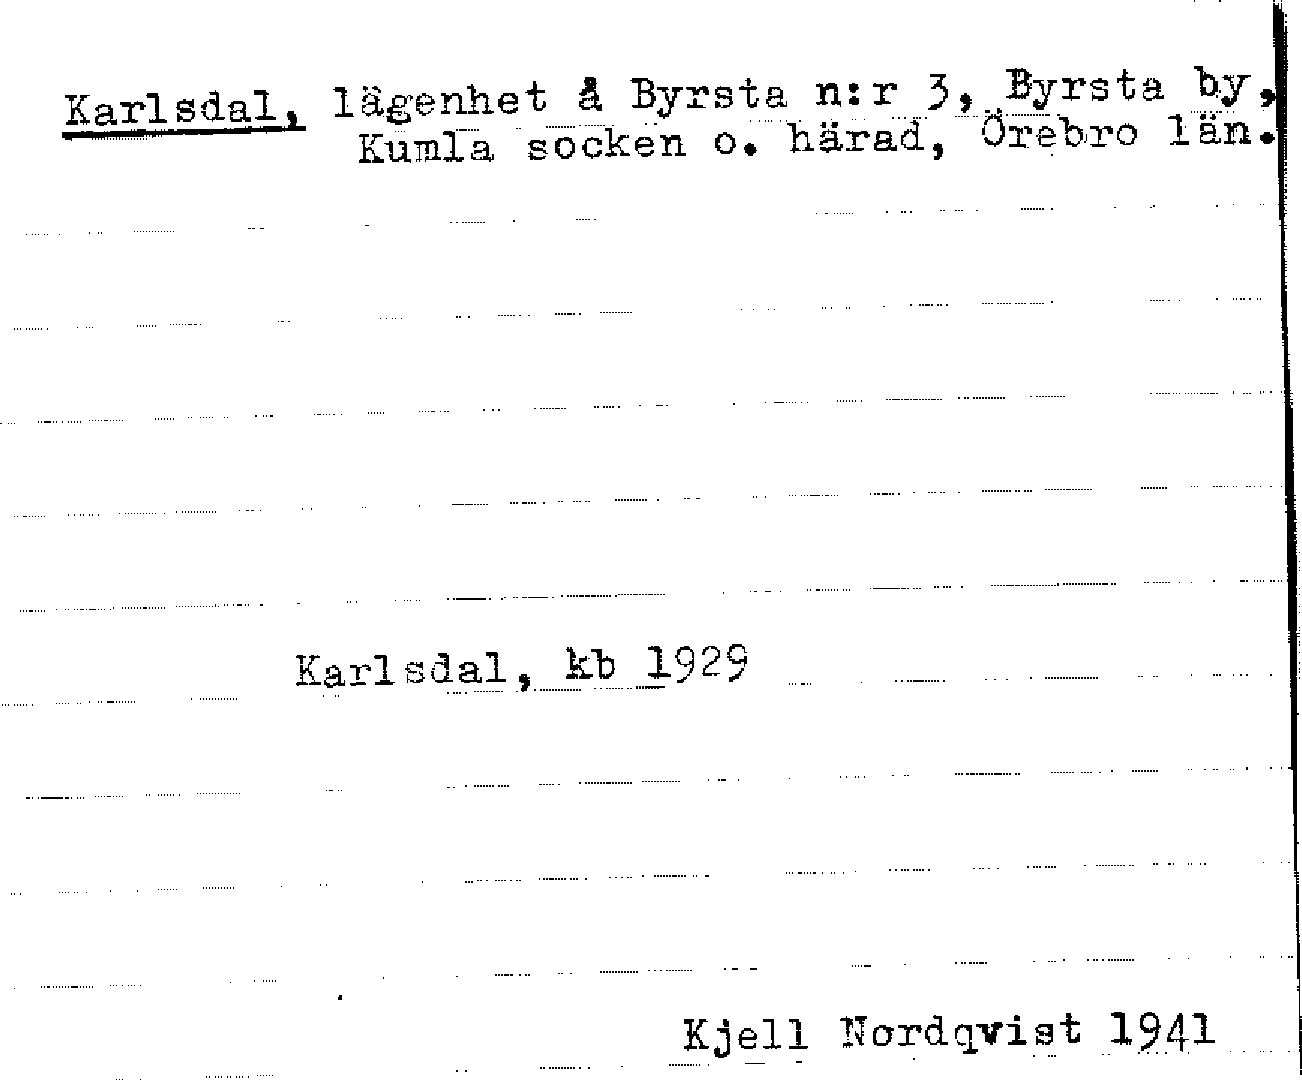 Karlsdal, lägenhet å Byrsta n:r 3, Byrsta by,
Kumla socken o. härad, Örebro län.
Karlsdal, kb 1929
Kjell Nordqvist 1941